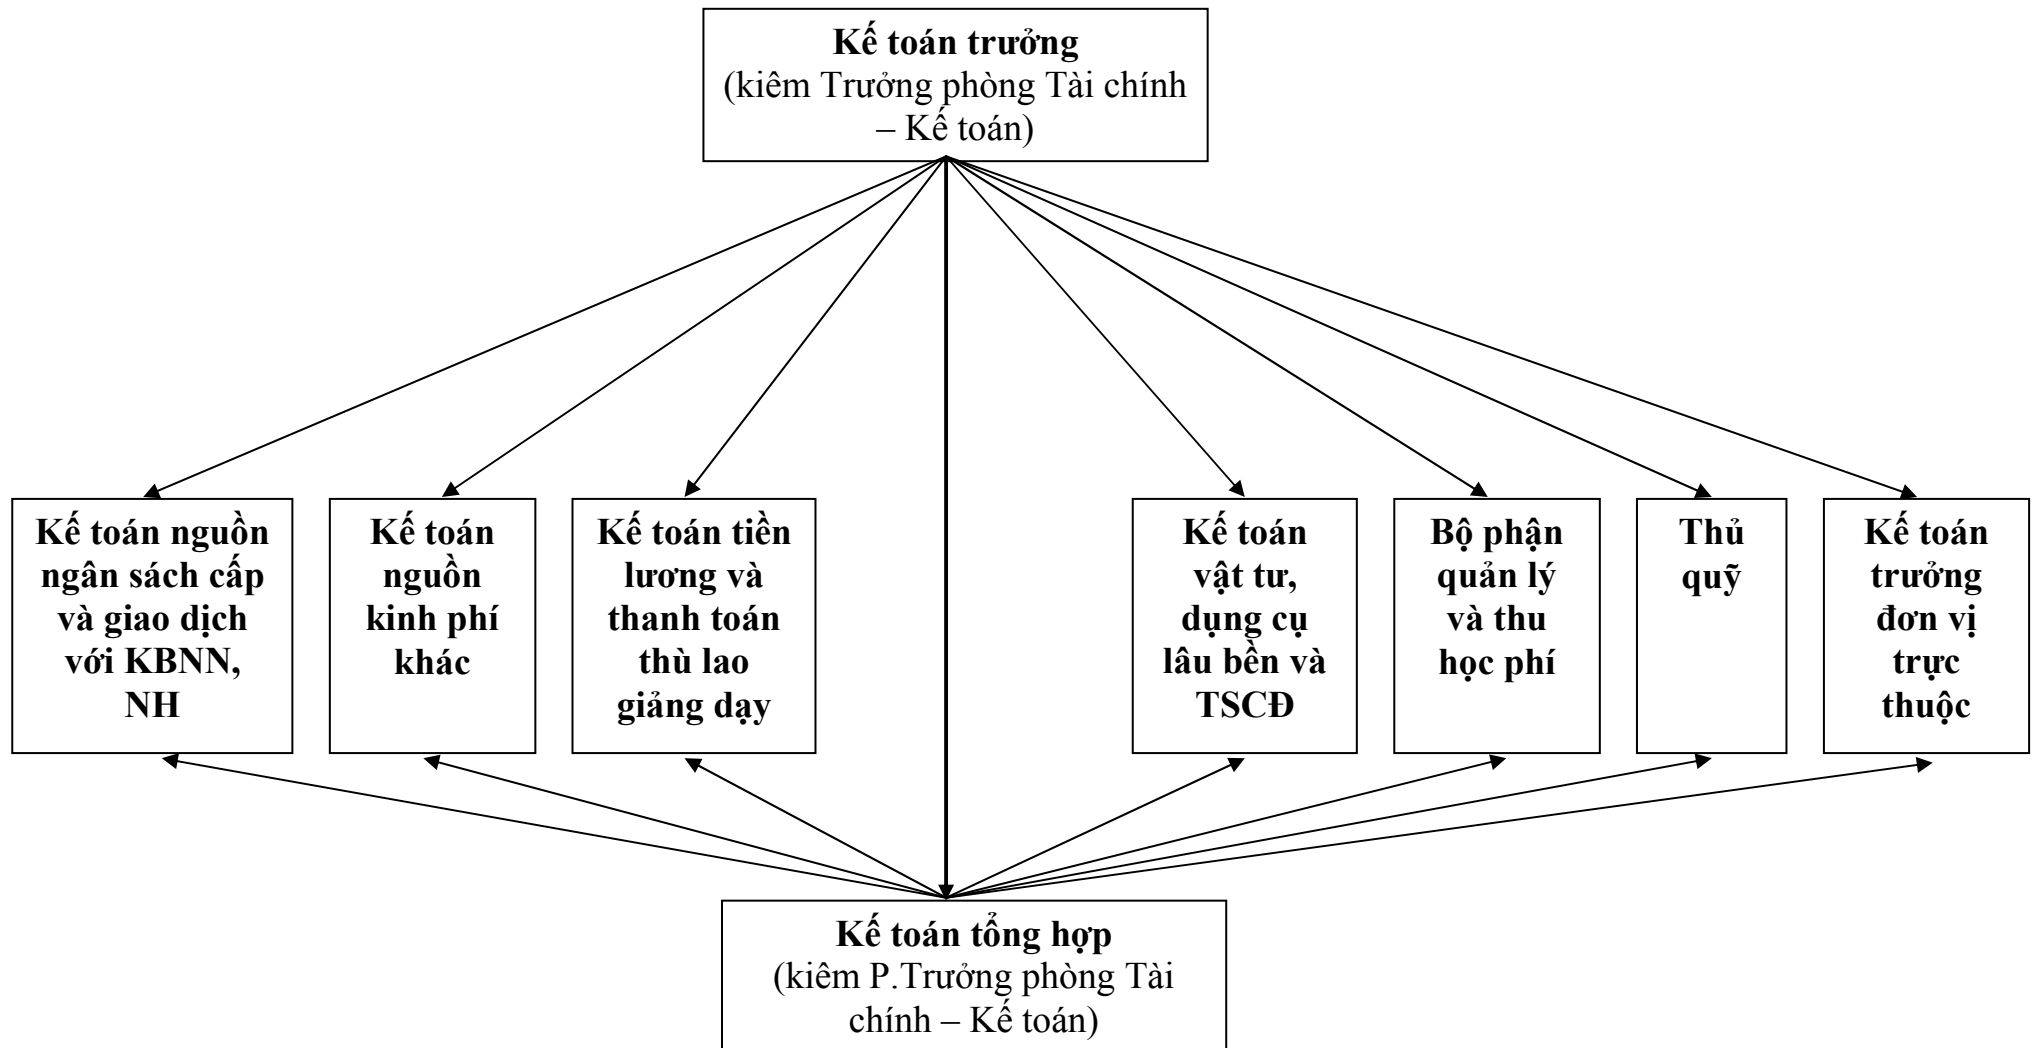 Kế toán trưởng
(kiêm Trưởng phòng Tài chính
– Kế toán)
Kế toán nguồn
ngân sách cấp
và giao dịch
với KBNN,
NH
Kế toán
nguồn
kinh phí
khác
Kế toán tiền
lương và
thanh toán
thù lao
giảng dạy
Kế toán
vật tư,
dụng cụ
lâu bền và
TSCĐ
Bộ phận
quản lý
và thu
học phí
Thủ
quỹ
Kế toán
trưởng
đơn vị
trực
thuộc
Kế toán tổng hợp
(kiêm P.Trưởng phòng Tài
chính – Kế toán)